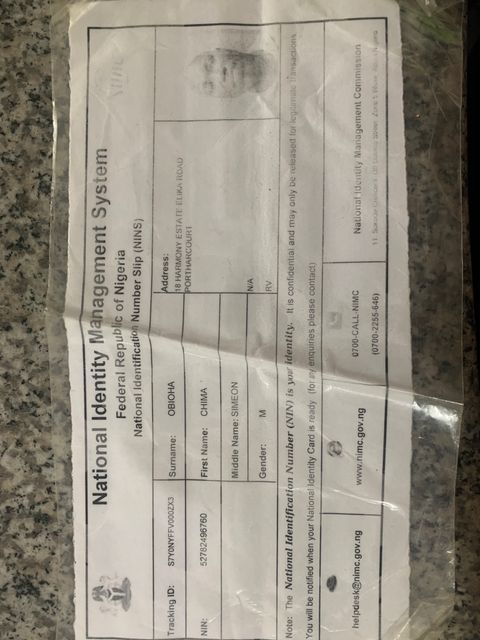 National Identity Management System
Federal Republic of Nigeria
National Identification Number Slip (NINS)
Tracking ID: S7Y0NYFFV000ZX3
Surname: OBIOHA
Address:
18 HARMONY ESTATE ELIKA ROAD
PORTHARCOURT
NIN: 52782496760
First Name: CHIMA
Middle Name: SIMEON
N/A
Gender: M
RV
Note: The National Identification Number (NIN) is your identity. It is confidential and may only be released for legitimate transactions.
You will be notified when your National Identity Card is ready (for any enquiries please contact)
helpdesk@nimc.gov.ng
www.nimc.gov.ng
0700-CALL-NIMC
(0700-2255-646)
National Identity Management Commission
11, Street, Zone 5 Wuse, Abuja Nigeria